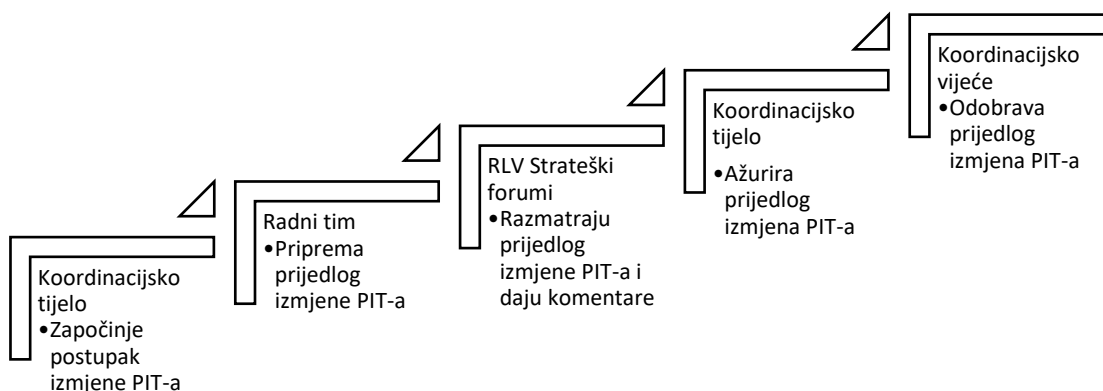 Koordinacijsko
tijelo
•Započinje
postupak
izmjene PIT-a
Radni tim
•Priprema
prijedlog
izmjene PIT-a
RLV Strateški
forumi
•Razmatraju
prijedlog
izmjene PIT-a i
daju komentare
Koordinacijsko
tijelo
•Ažurira
prijedlog
izmjena PIT-a
Koordinacijsko
vijeće
•Odobrava
prijedlog
izmjena PIT-a